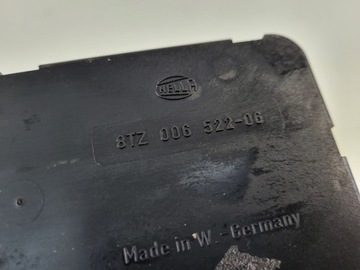 HELLA
8TZ 006 522-06
Made in W.-Germany